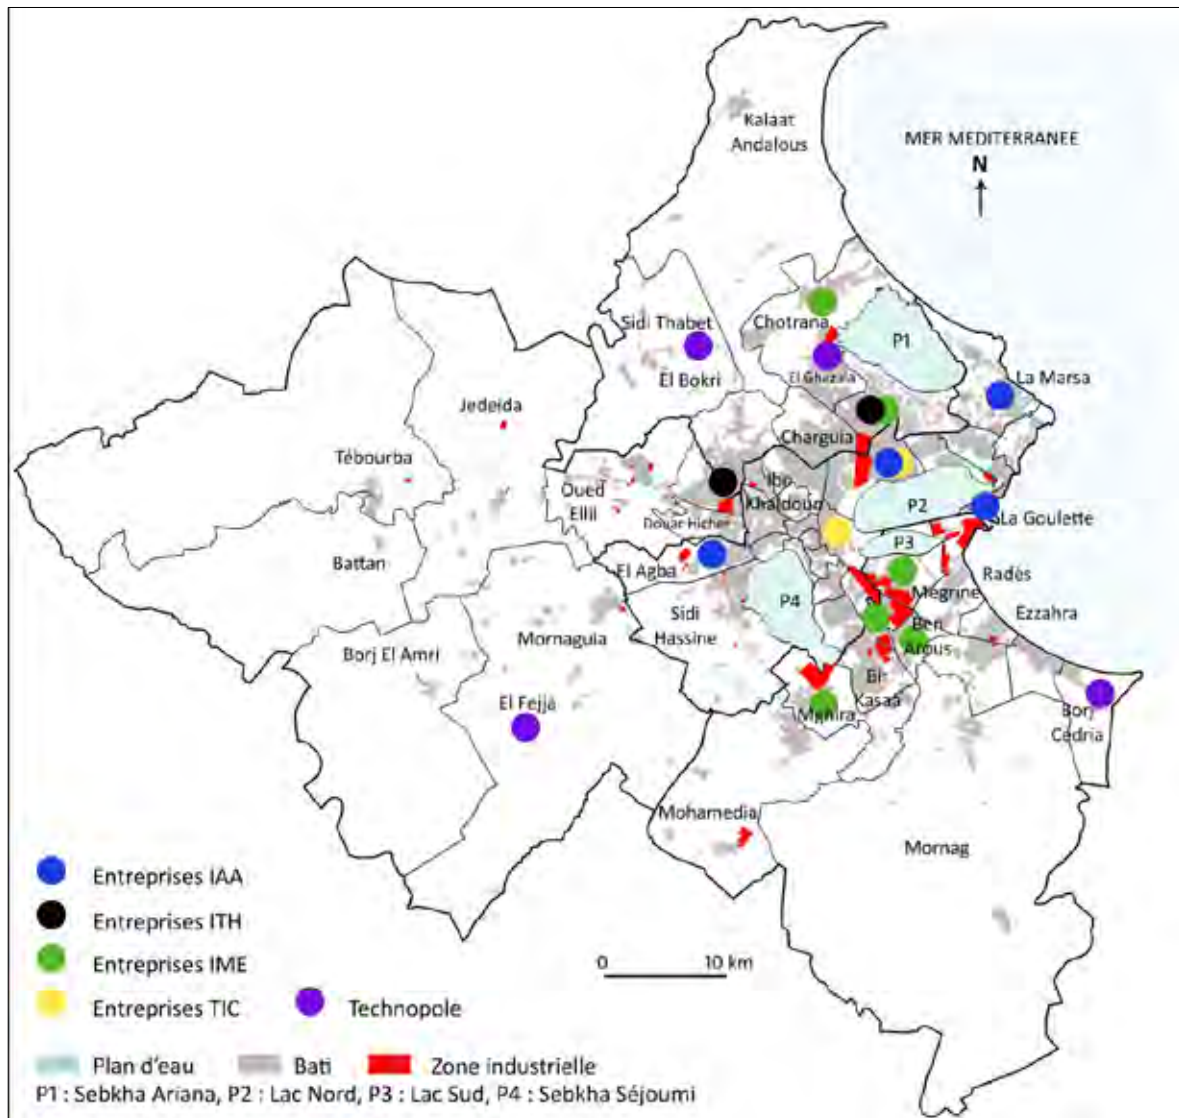 Kalaat
Andalous
MER MEDITERRANEE
N
Sidi Thabet
El Bokri
Chotrana
P1
El Ghazala
La Marsa
Jedeida
Charguia
Tébourba
Oued
Ellil
Ibn
Khaldoun
Douar Hicher
P2
La Goulette
P3
Battan
El Agba
Radès
Mégrine
Ezzahra
P4
Sidi
Hassine
Mornaguia
Ben
Arous
Borj El Amri
Bir
Kasaa
El Fejja
Mghira
Borj
Cédria
Mohamedia
Mornag
Entreprises IAA
Entreprises ITH
Entreprises IME
0 10 km
Entreprises TIC
Technopole
Plan d'eau Bati Zone industrielle
P1 : Sebkha Ariana, P2 : Lac Nord, P3 : Lac Sud, P4 : Sebkha Séjoumi